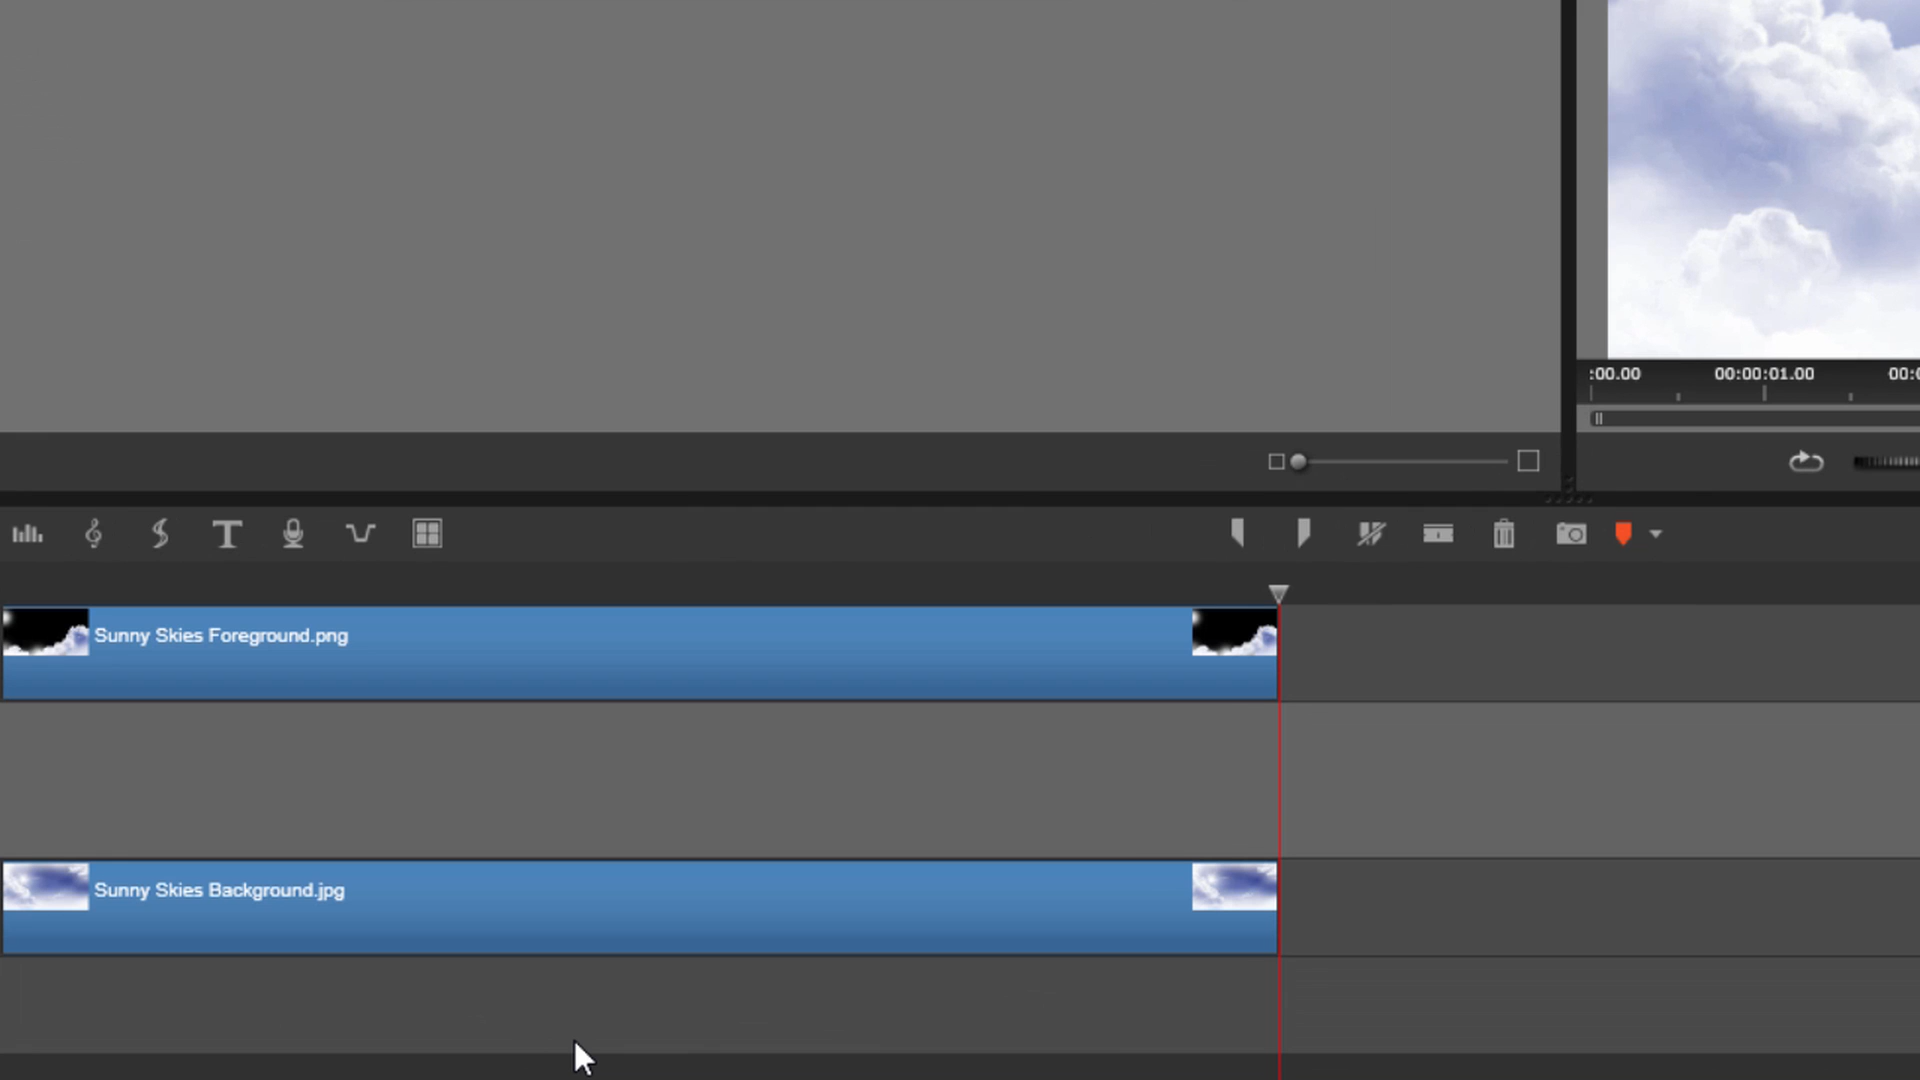 :00.00 00:00:01.00 00:0
Sunny Skies Foreground.png
Sunny Skies Background.jpg